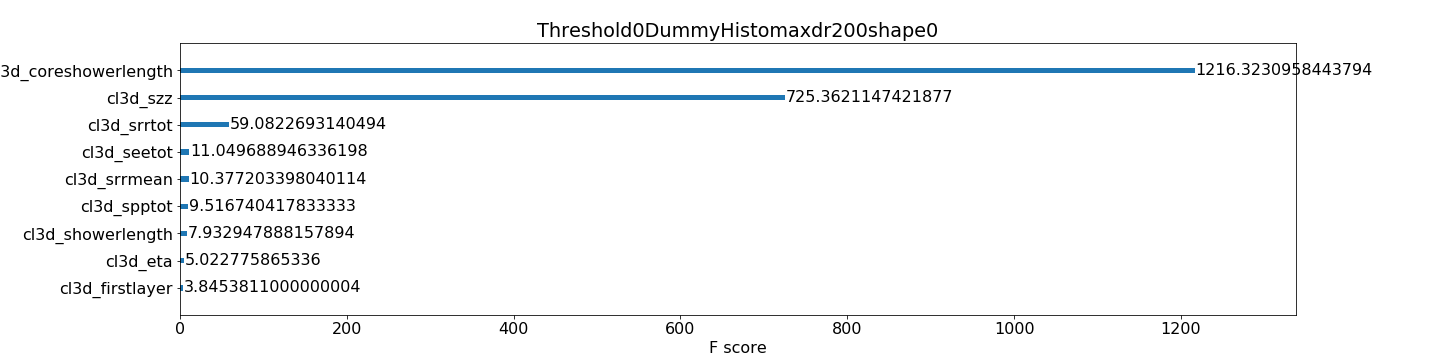 Threshold0DummyHistomaxdr200shape0
3d_coreshowerlength 1216.3230958443794
cl3d_szz 725.3621147421877
cl3d_srrtot 59.0822693140494
cl3d_seetot 11.049688946336198
cl3d_srrmean 10.377203398040114
cl3d_spptot 9.516740417833333
cl3d_showerlength 7.932947888157894
cl3d_eta 5.022775865336
cl3d_firstlayer 3.8453811000000004
0 200 400 600 800 1000 1200
F score